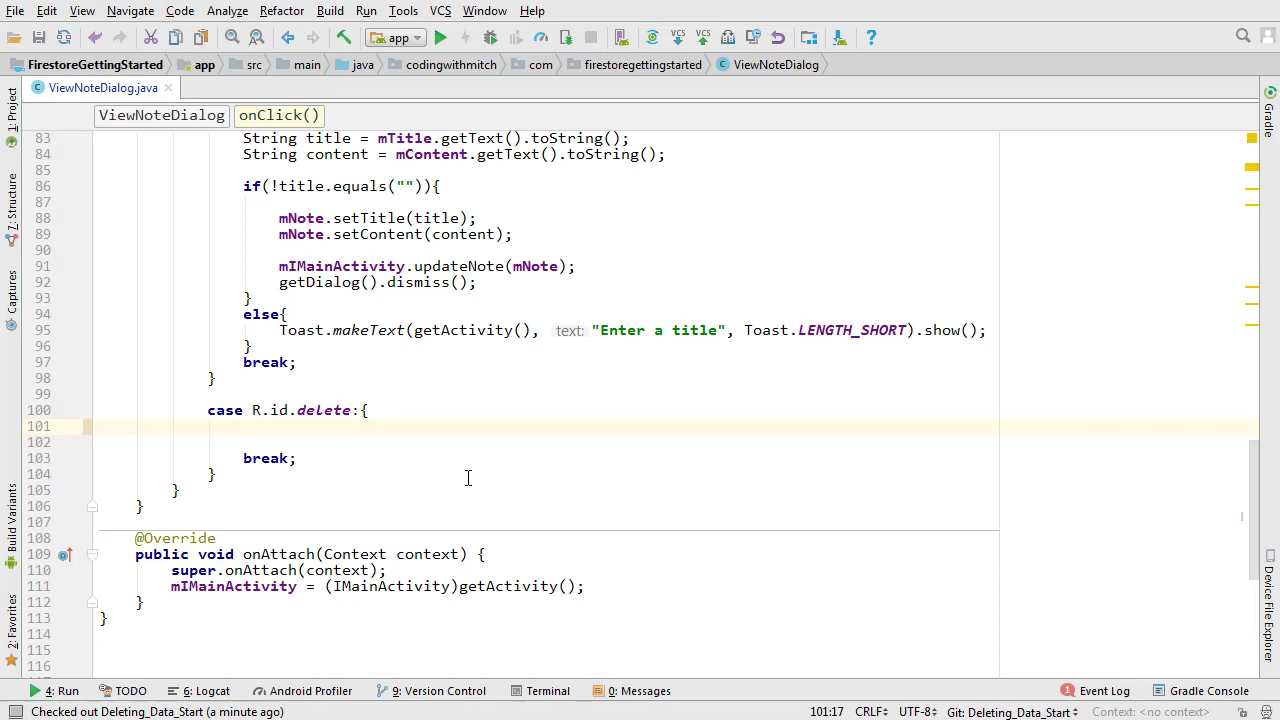 File Edit View Navigate Code Analyze Refactor Build Run Tools VCS Window Help
app VCS VCS ?
FirestoreGettingStarted app src main java codingwithmitch com firestoregettingstarted ViewNoteDialog
ViewNoteDialog.java
ViewNoteDialog onClick()
83 String title = mTitle.getText().toString();
84 String content = mContent.getText().toString();
85
86 if(!title.equals("")){
87
88 mNote.setTitle(title);
89 mNote.setContent(content);
90
91 mIMainActivity.updateNote(mNote);
92 getDialog().dismiss();
93 }
94 else{
95 Toast.makeText(getActivity(), text: "Enter a title", Toast.LENGTH_SHORT).show();
96 }
97 break;
98 }
99
100 case R.id.delete:{
101
102
103 break;
104 }
105 }
106 }
107
108 @Override
109 public void onAttach(Context context) {
110 super.onAttach(context);
111 mIMainActivity = (IMainActivity)getActivity();
112 }
113 }
114
115
116
1: Project
7: Structure
Captures
Build Variants
2: Favorites
Gradle
Device File Explorer
4: Run TODO 6: Logcat Android Profiler 9: Version Control Terminal 0: Messages 1 Event Log Gradle Console
Checked out Deleting_Data_Start (a minute ago) 101:17 CRLF UTF-8 Git: Deleting_Data_Start Context: <no context>